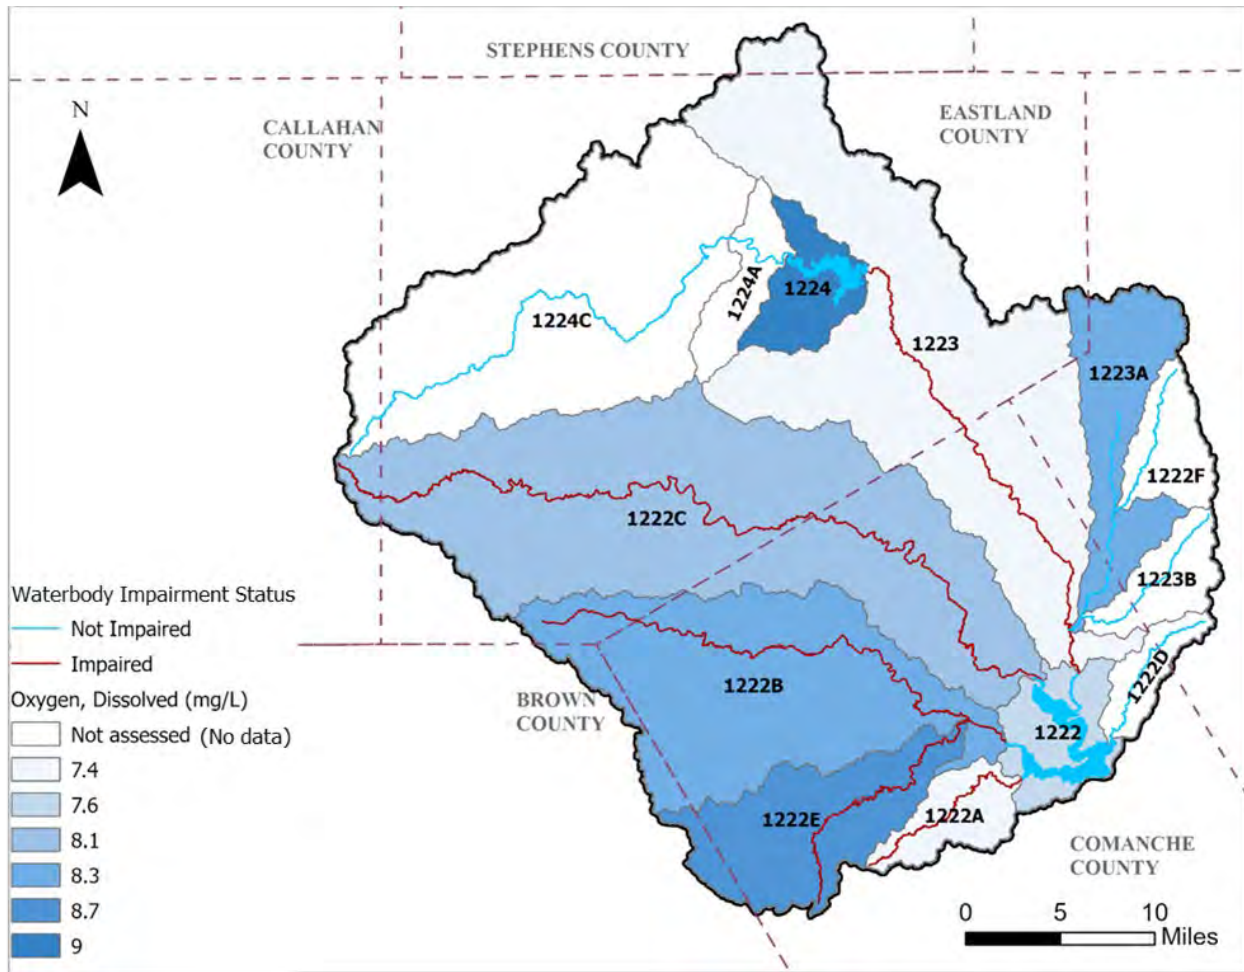 STEPHENS COUNTY
N
CALLAHAN
COUNTY
EASTLAND
COUNTY
1224A
1224
1224C
1223
1223A
1222F
1222C
1223B
Waterbody Impairment Status
Not Impaired
Impaired
Oxygen, Dissolved (mg/L)
Not assessed (No data)
7.4
7.6
8.1
8.3
8.7
9
1222B
1222D
BROWN
COUNTY
1222
1222E
1222A
COMANCHE
COUNTY
0 5 10
Miles